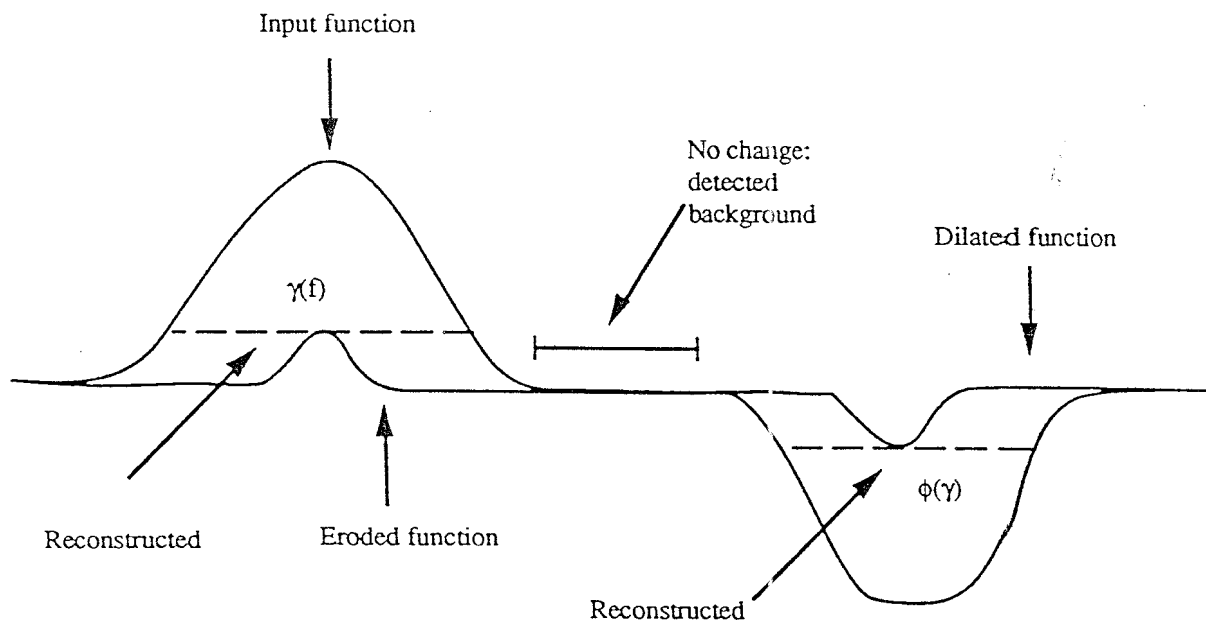 Input function
No change:
detected
background
Dilated function
γ(f)
ϕ(γ)
Reconstructed
Eroded function
Reconstructed